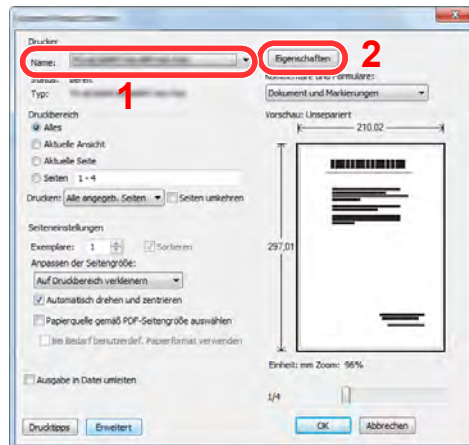 Drucker
Name:
Eigenschaften
2
1
Status: Bereit
Kommentare und Formulare:
Typ:
Dokument und Markierungen
Druckbereich
Alles
Aktuelle Ansicht
Aktuelle Seite
Seiten 1 - 4
Drucken: Alle angegeb. Seiten
Seiten umkehren
Seiteneinstellungen
Exemplare: 1
Sortieren
Anpassen der Seitengröße:
Auf Druckbereich verkleinern
Automatisch drehen und zentrieren
Papierquelle gemäß PDF-Seitengröße auswählen
Bei Bedarf benutzerdef. Papierformat verwenden
Ausgabe in Datei umleiten
Drucktipps
Erweitert
Vorschau: Unsepariert
210,02
297,01
Einheit: mm Zoom: 96%
1/4
OK
Abbrechen